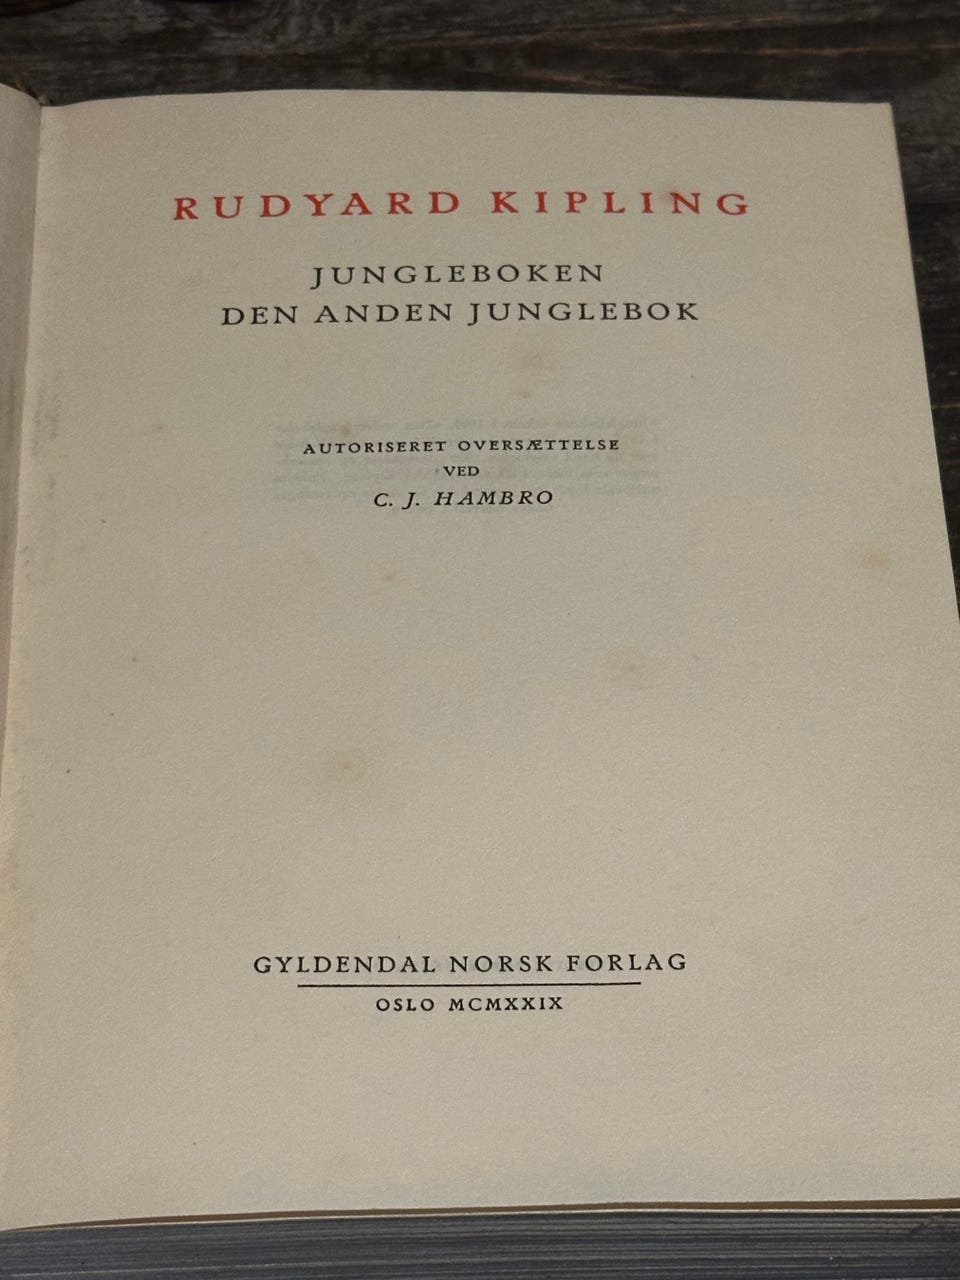 RUDYARD KIPLING
JUNGLEBOKEN
DEN ANDEN JUNGLEBOK
AUTORISERET OVERSÆTTELSE
VED
C. J. HAMBRO
GYLDENDAL NORSK FORLAG
OSLO MCMXXIX